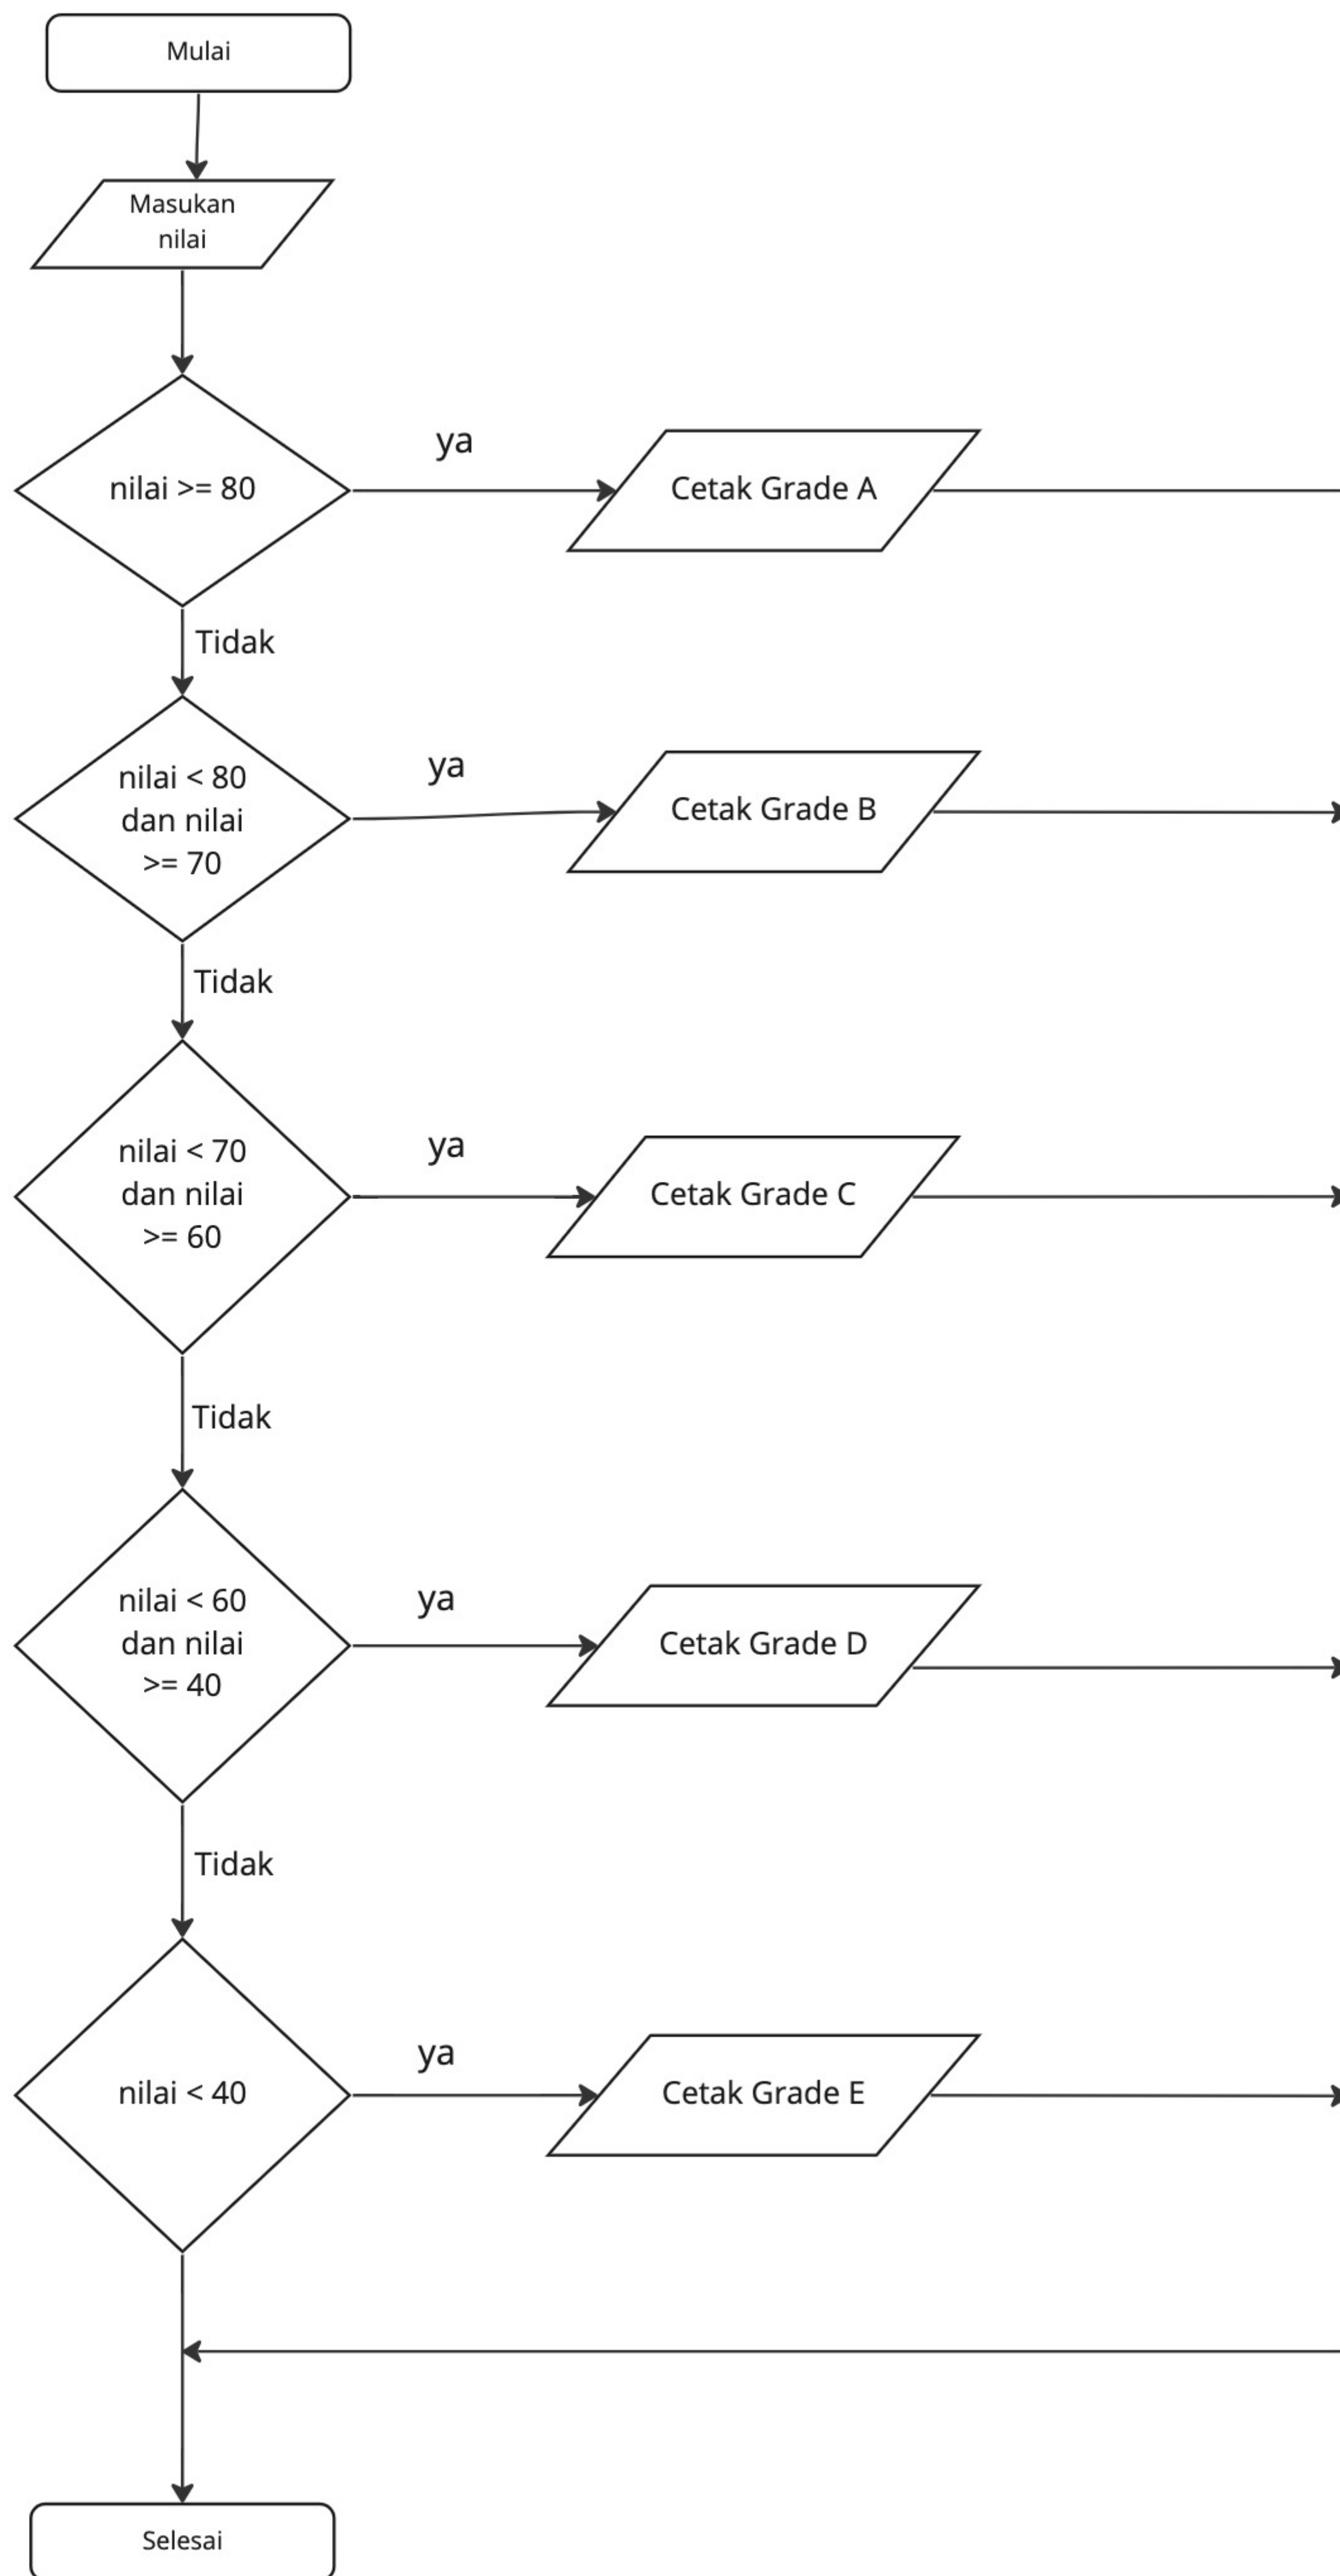 Mulai
Masukan
nilai
ya
nilai >= 80
Cetak Grade A
Tidak
ya
nilai < 80
dan nilai
>= 70
Cetak Grade B
Tidak
ya
nilai < 70
dan nilai
>= 60
Cetak Grade C
Tidak
ya
nilai < 60
dan nilai
>= 40
Cetak Grade D
Tidak
ya
nilai < 40
Cetak Grade E
Selesai